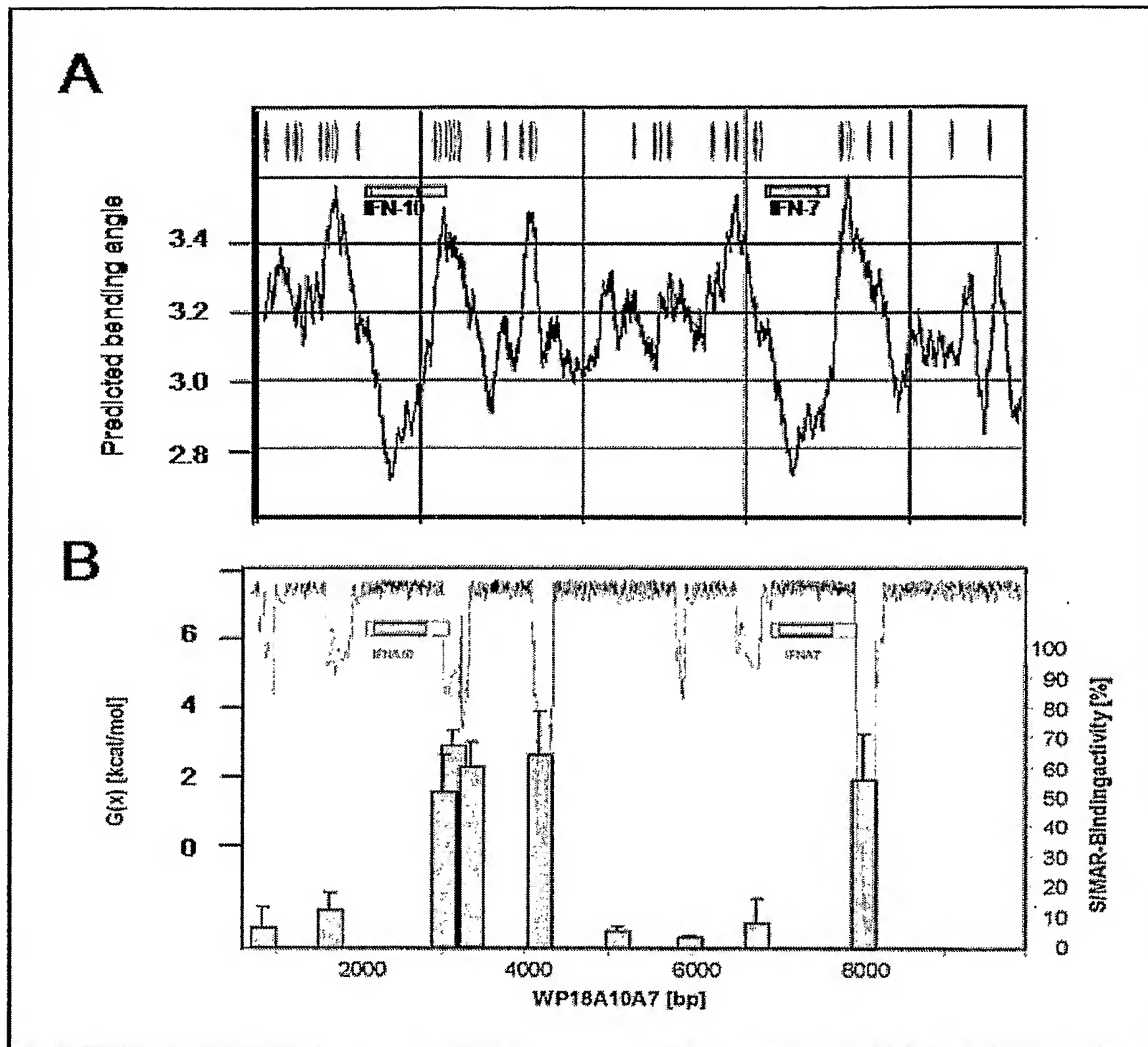 A
Predicted bending angle
3.4
3.2
3.0
2.8
IFN-10
IFN-7
B
G(x) [kcal/mol]
6
4
2
0
IFNA10
IFNA7
100
90
80
70
60
50
40
30
20
10
0
S/MAR-Bindingactivity [%]
2000 4000 6000 8000
WP18A10A7 [bp]